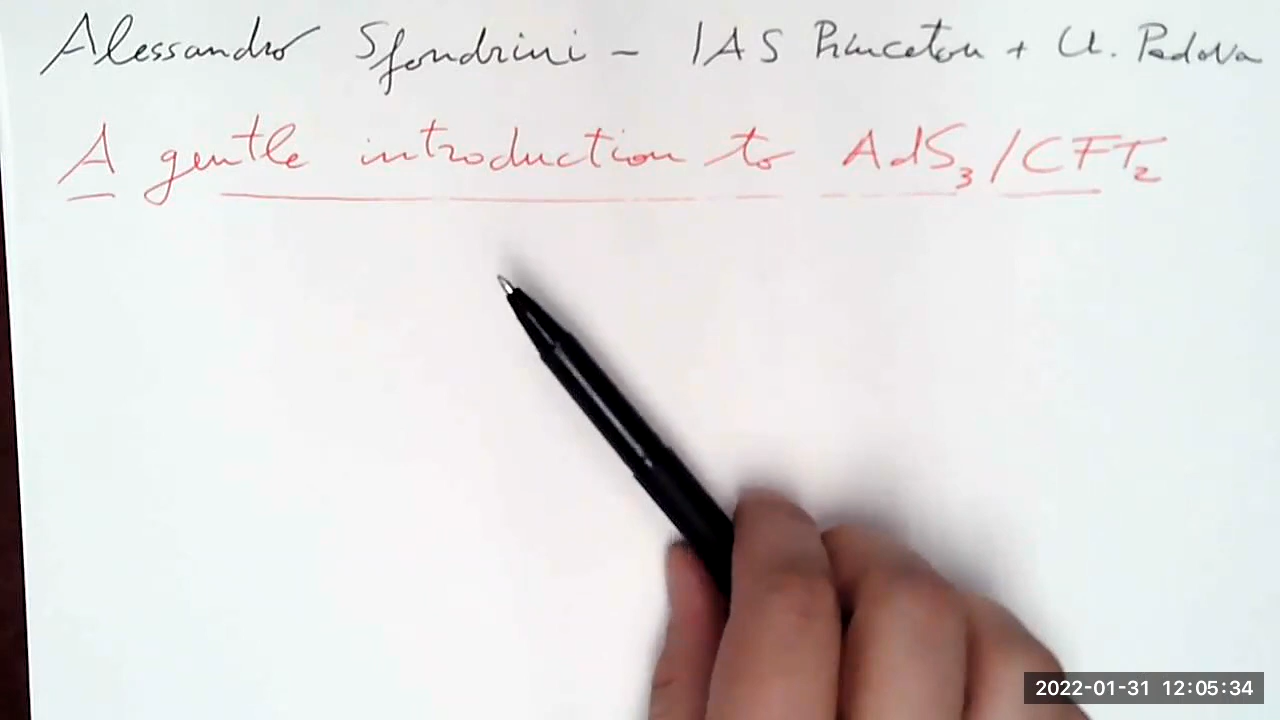 Alessandro Sfondrini - IAS Princeton + U. Padova
A gentle introduction to AdS₃/CFT₂
2022-01-31 12:05:34